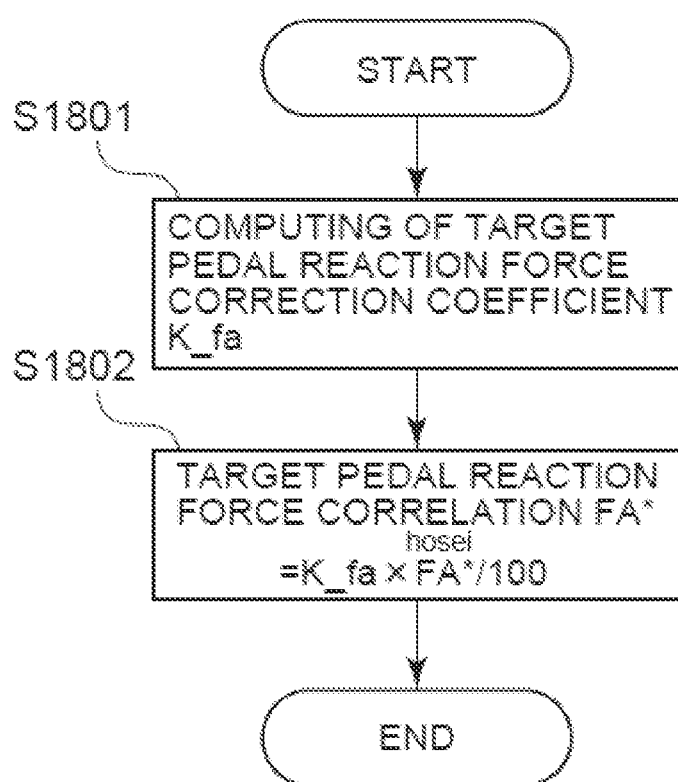 START
S1801
COMPUTING OF TARGET
PEDAL REACTION FORCE
CORRECTION COEFFICIENT
K_fa
S1802
TARGET PEDAL REACTION
FORCE CORRELATION FA*
hosei
=K_fa × FA*/100
END